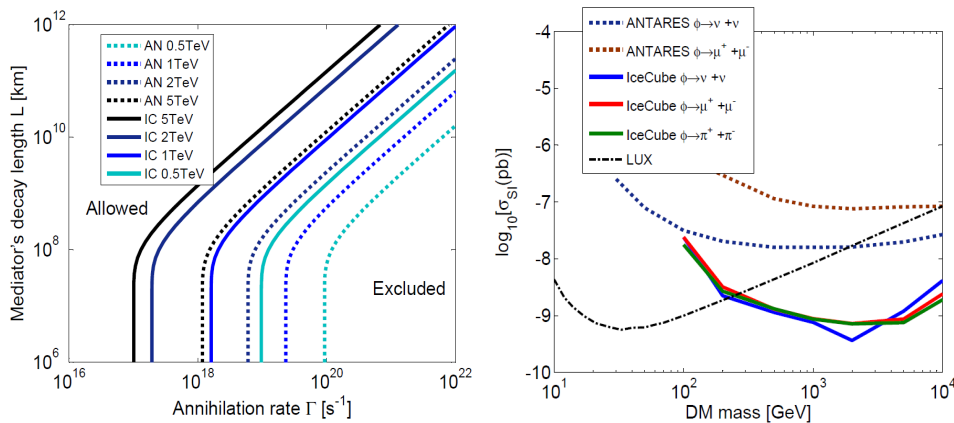 Mediator's decay length L [km]
10^12
10^10
10^8
10^6
AN 0.5TeV
AN 1TeV
AN 2TeV
AN 5TeV
IC 5TeV
IC 2TeV
IC 1TeV
IC 0.5TeV
Allowed
Excluded
10^16
10^18
10^20
10^22
Annihilation rate Γ [s^-1]
log10[σSI(pb)]
-4
-5
-6
-7
-8
-9
-10
ANTARES ϕ→ν +ν
ANTARES ϕ→μ^+ +μ^-
IceCube ϕ→ν +ν
IceCube ϕ→μ^+ +μ^-
IceCube ϕ→π^+ +π^-
LUX
10^1
10^2
10^3
10^4
DM mass [GeV]